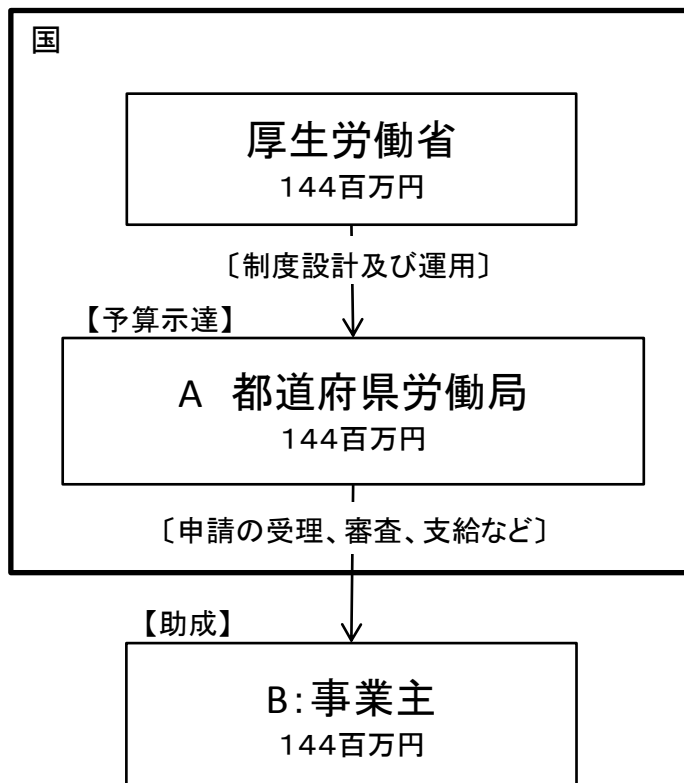 国
厚生労働省
144百万円
〔制度設計及び運用〕
【予算示達】
A 都道府県労働局
144百万円
〔申請の受理、審査、支給など〕
【助成】
B:事業主
144百万円